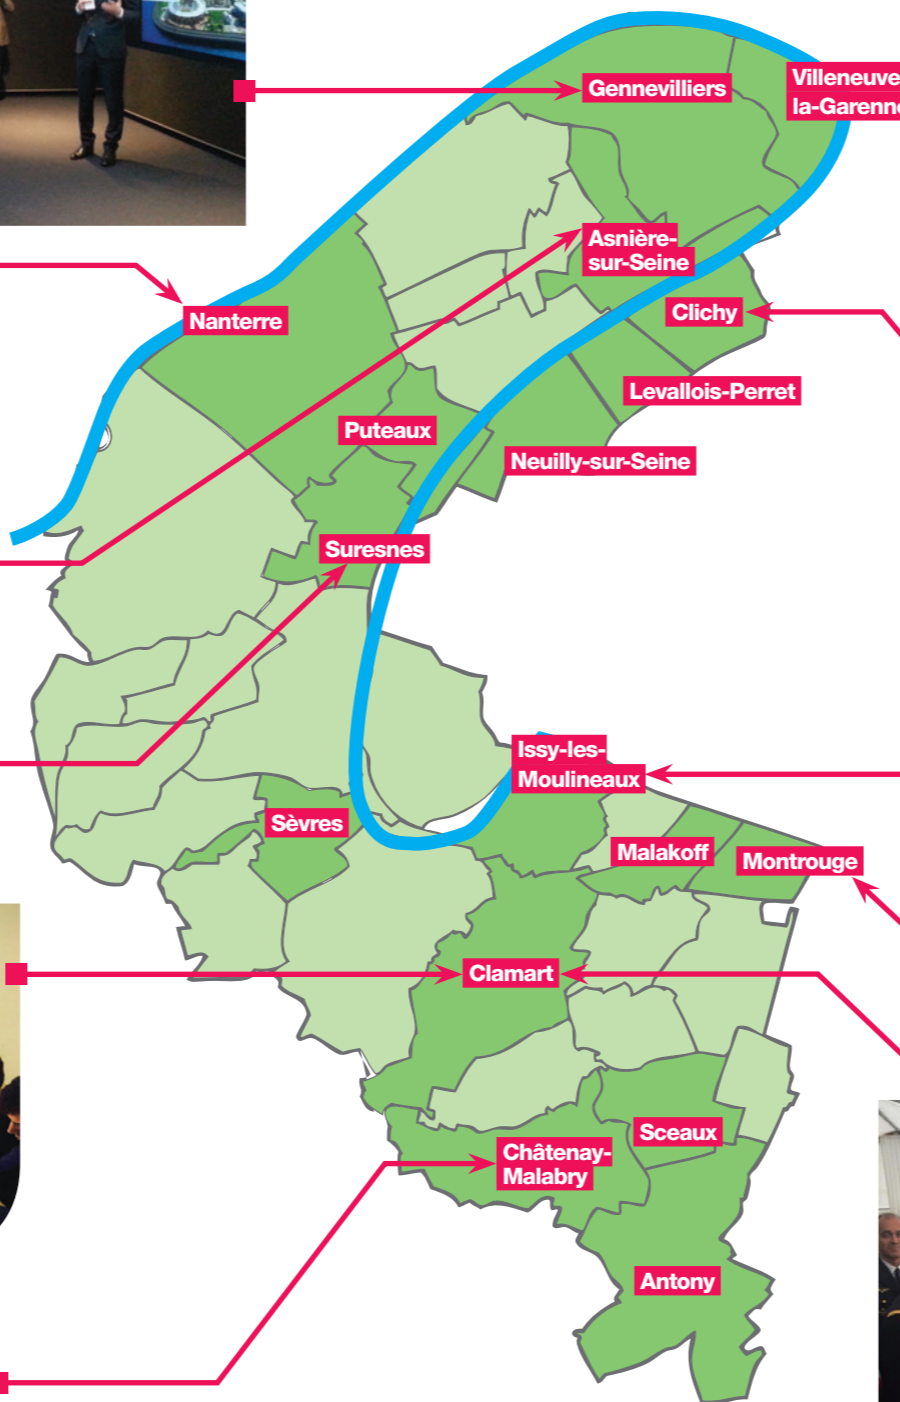 Gennevilliers
Villeneuve
la-Garenne
Asnière-
sur-Seine
Nanterre
Clichy
Levallois-Perret
Puteaux
Neuilly-sur-Seine
Suresnes
Issy-les-
Moulineaux
Sèvres
Malakoff
Montrouge
Clamart
Sceaux
Châtenay-
Malabry
Antony